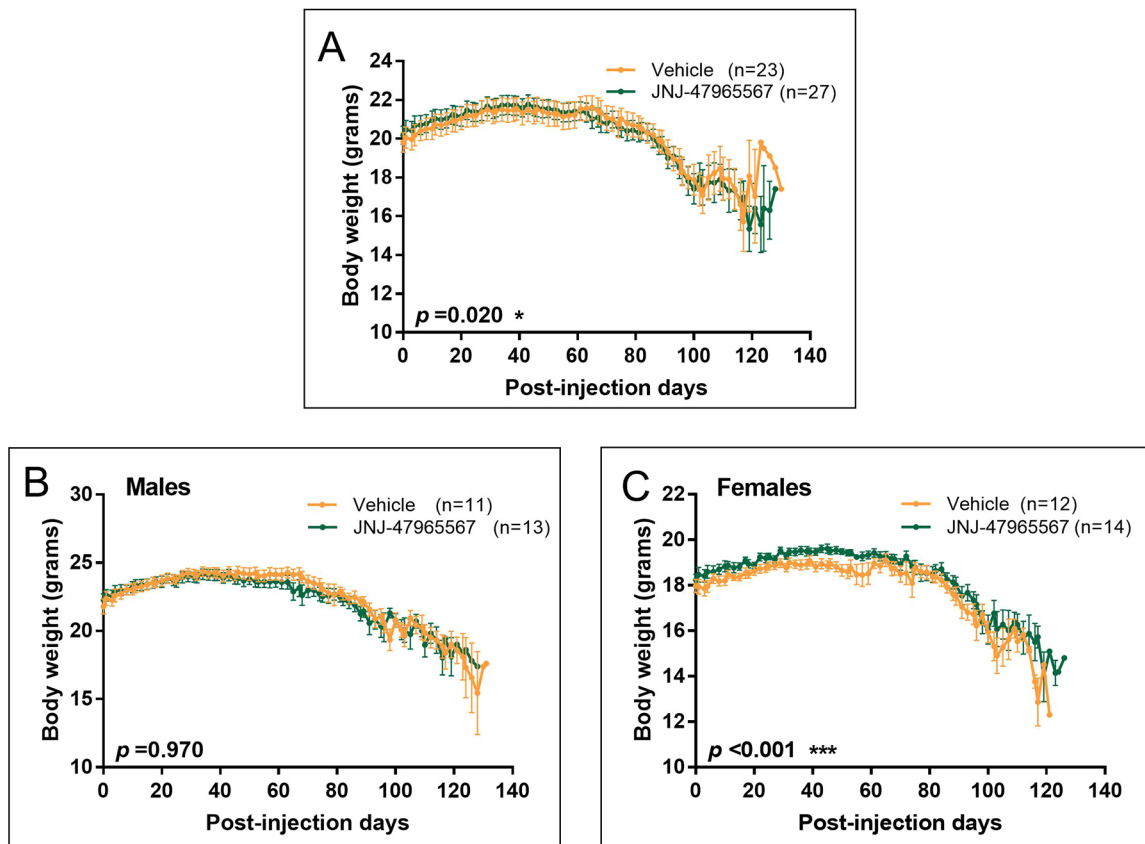 A
Vehicle (n=23)
JNJ-47965567 (n=27)
24
22
20
18
16
14
12
10
Body weight (grams)
p =0.020 *
0 20 40 60 80 100 120 140
Post-injection days
B Males
Vehicle (n=11)
JNJ-47965567 (n=13)
30
25
20
15
10
Body weight (grams)
p =0.970
0 20 40 60 80 100 120 140
Post-injection days
C Females
Vehicle (n=12)
JNJ-47965567 (n=14)
22
20
18
16
14
12
10
Body weight (grams)
p <0.001 ***
0 20 40 60 80 100 120 140
Post-injection days